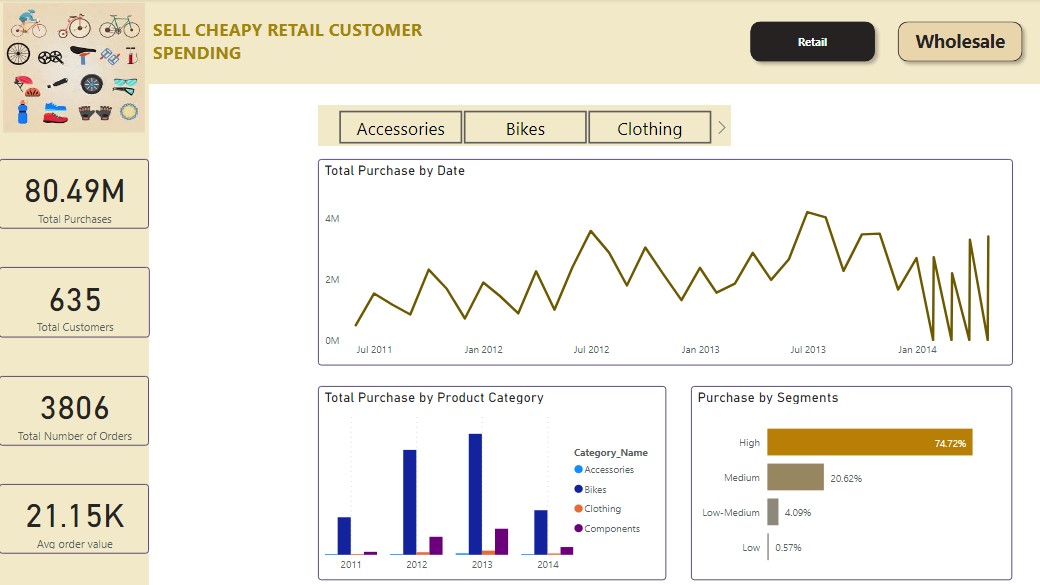 SELL CHEAPY RETAIL CUSTOMER
SPENDING
Retail
Wholesale
Accessories
Bikes
Clothing
80.49M
Total Purchases
635
Total Customers
3806
Total Number of Orders
21.15K
Avg order value
Total Purchase by Date
4M
2M
0M
Jul 2011
Jan 2012
Jul 2012
Jan 2013
Jul 2013
Jan 2014
Total Purchase by Product Category
Category_Name
Accessories
Bikes
Clothing
Components
2011
2012
2013
2014
Purchase by Segments
High
74.72%
Medium
20.62%
Low-Medium
4.09%
Low
0.57%